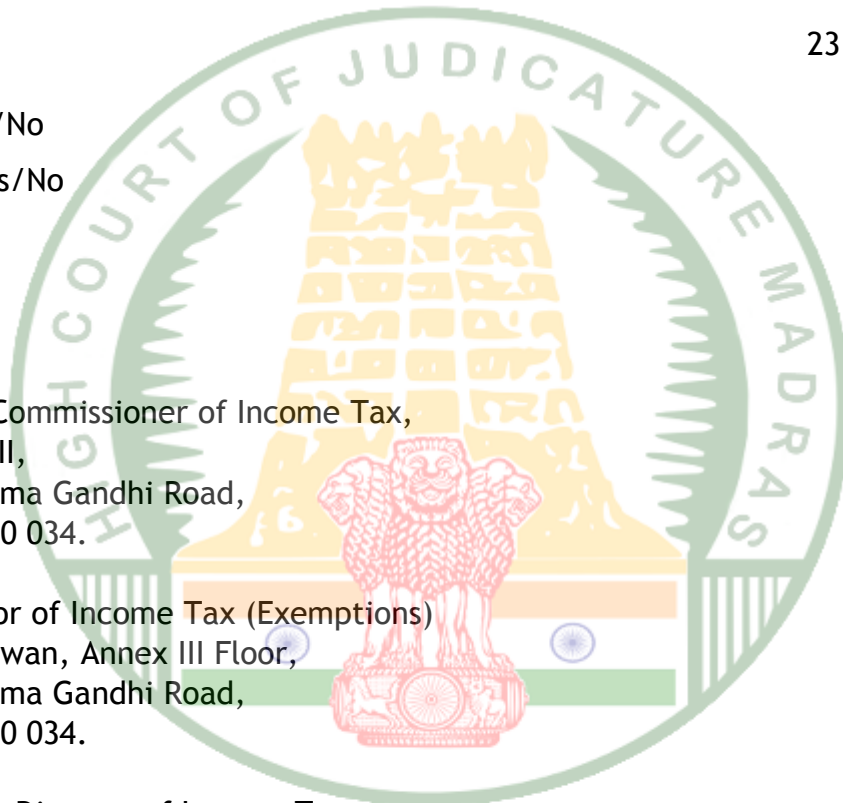 23
/No
s/No
HIGH COURT OF JUDICATURE MADRAS
Commissioner of Income Tax,
II,
ma Gandhi Road,
0 034.
or of Income Tax (Exemptions)
wan, Annex III Floor,
ma Gandhi Road,
0 034.